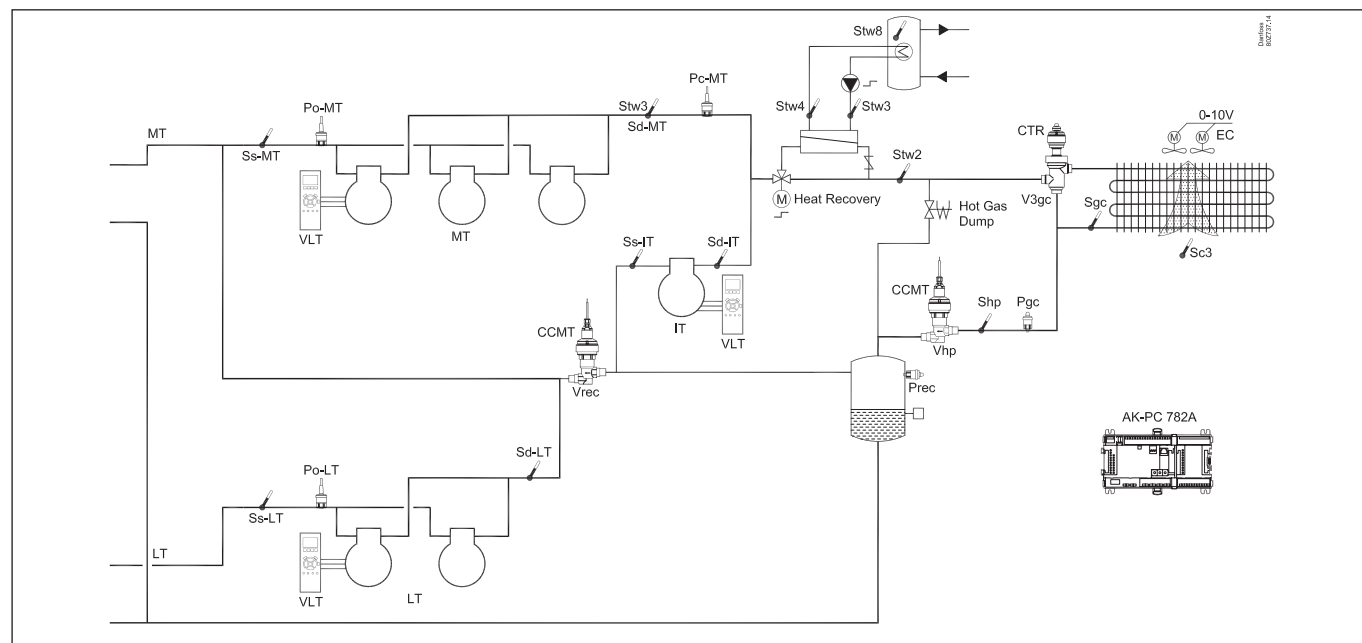 Danfoss
80Z737.14
Stw8
Pc-MT
Stw4
Stw3
0-10V
M
M
EC
CTR
Po-MT
Stw3
Sd-MT
MT
Ss-MT
Stw2
M
Heat Recovery
V3gc
Sgc
Hot Gas
Dump
VLT
MT
Ss-IT
Sd-IT
Sc3
CCMT
Shp
Pgc
CCMT
IT
VLT
Vhp
Vrec
Prec
AK-PC 782A
Sd-LT
Po-LT
Ss-LT
LT
VLT
LT